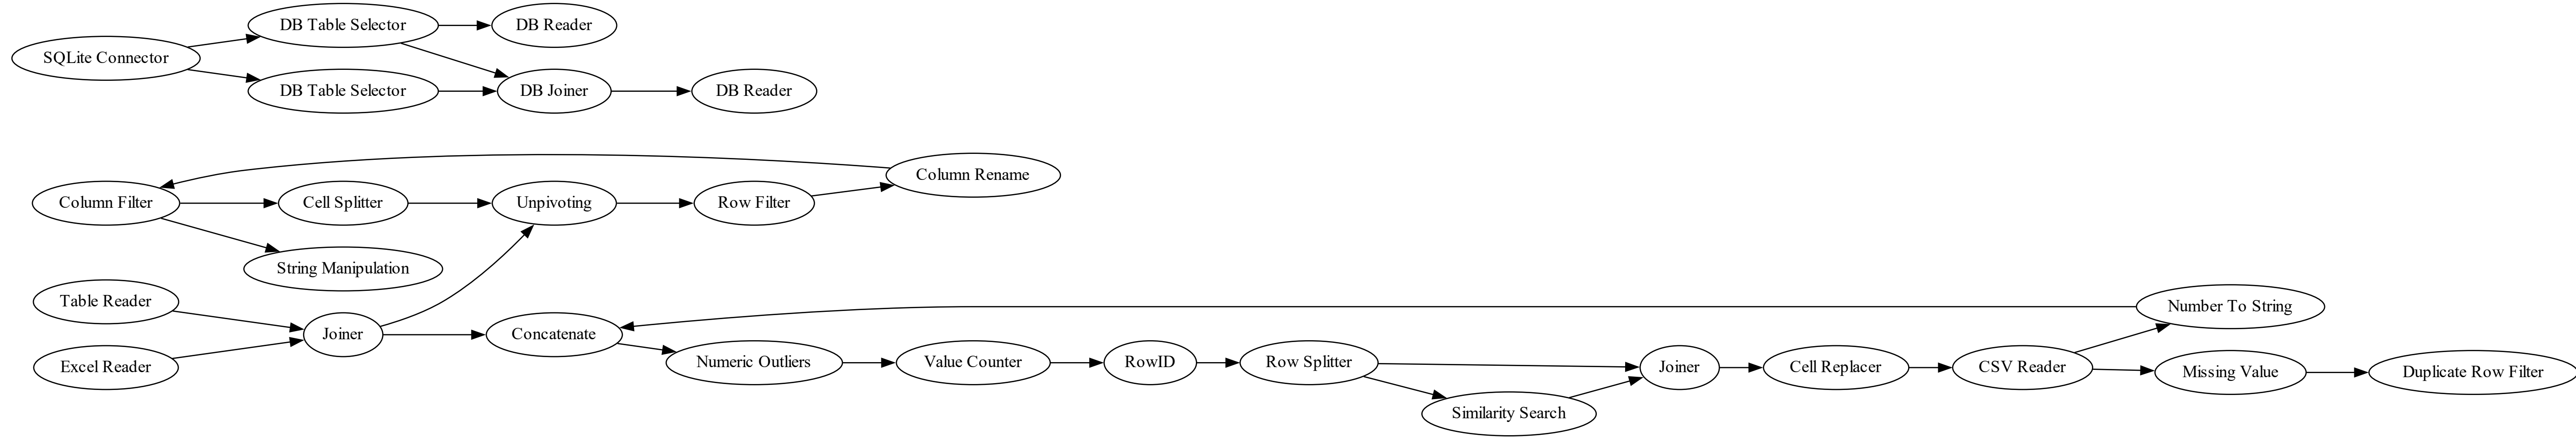 DB Table Selector
DB Reader
SQLite Connector
DB Table Selector
DB Joiner
DB Reader
Column Rename
Column Filter
Cell Splitter
Unpivoting
Row Filter
String Manipulation
Table Reader
Number To String
Joiner
Concatenate
Excel Reader
Numeric Outliers
Value Counter
RowID
Row Splitter
Joiner
Cell Replacer
CSV Reader
Missing Value
Duplicate Row Filter
Similarity Search